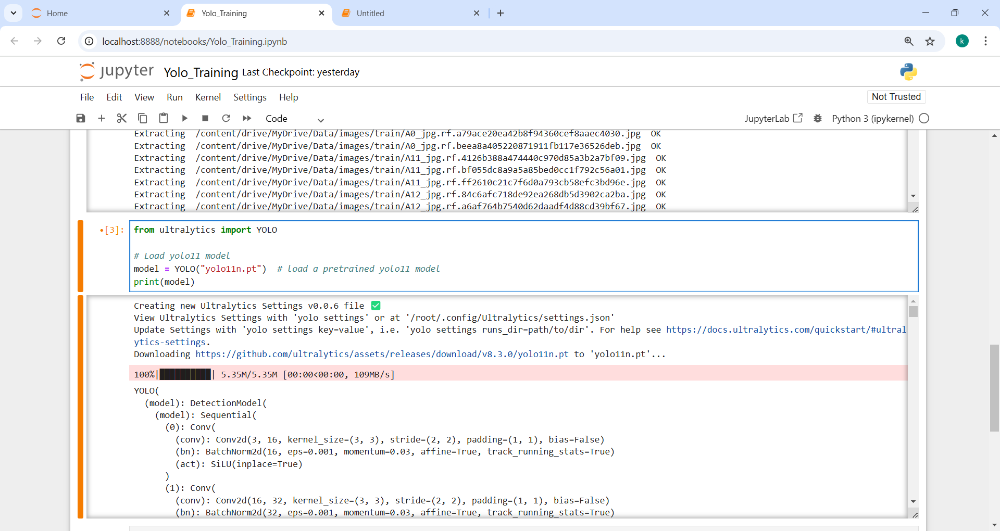 Home
Yolo_Training
Untitled
localhost:8888/notebooks/Yolo_Training.ipynb
k
jupyter Yolo_Training Last Checkpoint: yesterday
File Edit View Run Kernel Settings Help
Not Trusted
Code
JupyterLab
Python 3 (ipykernel)
Extracting  /content/drive/MyDrive/Data/images/train/A0_jpg.rf.a79ace20ea42b8f94360cef8aaec4030.jpg  OK
Extracting  /content/drive/MyDrive/Data/images/train/A0_jpg.rf.beea8a405220871911fb117e36526deb.jpg  OK
Extracting  /content/drive/MyDrive/Data/images/train/A11_jpg.rf.4126b388a474440c970d85a3b2a7bf09.jpg  OK
Extracting  /content/drive/MyDrive/Data/images/train/A11_jpg.rf.bf055dc8a9a5a85bed0cc1f792c56a01.jpg  OK
Extracting  /content/drive/MyDrive/Data/images/train/A11_jpg.rf.ff2610c21c7f6d0a793cb58efc3bd96e.jpg  OK
Extracting  /content/drive/MyDrive/Data/images/train/A12_jpg.rf.84c6afc718de92ea268db5d3902ca2ba.jpg  OK
Extracting  /content/drive/MyDrive/Data/images/train/A12_jpg.rf.a6af764b7540d62daadf4d88cd39bf67.jpg  OK
•[3]: from ultralytics import YOLO
# Load yolo11 model
model = YOLO("yolo11n.pt")  # load a pretrained yolo11 model
print(model)
Creating new Ultralytics Settings v0.0.6 file ✅
View Ultralytics Settings with 'yolo settings' or at '/root/.config/Ultralytics/settings.json'
Update Settings with 'yolo settings key=value', i.e. 'yolo settings runs_dir=path/to/dir'. For help see https://docs.ultralytics.com/quickstart/#ultral
ytics-settings.
Downloading https://github.com/ultralytics/assets/releases/download/v8.3.0/yolo11n.pt to 'yolo11n.pt'...
100%|██████████| 5.35M/5.35M [00:00<00:00, 109MB/s]
YOLO(
(model): DetectionModel(
(model): Sequential(
(0): Conv(
(conv): Conv2d(3, 16, kernel_size=(3, 3), stride=(2, 2), padding=(1, 1), bias=False)
(bn): BatchNorm2d(16, eps=0.001, momentum=0.03, affine=True, track_running_stats=True)
(act): SiLU(inplace=True)
)
(1): Conv(
(conv): Conv2d(16, 32, kernel_size=(3, 3), stride=(2, 2), padding=(1, 1), bias=False)
(bn): BatchNorm2d(32, eps=0.001, momentum=0.03, affine=True, track_running_stats=True)